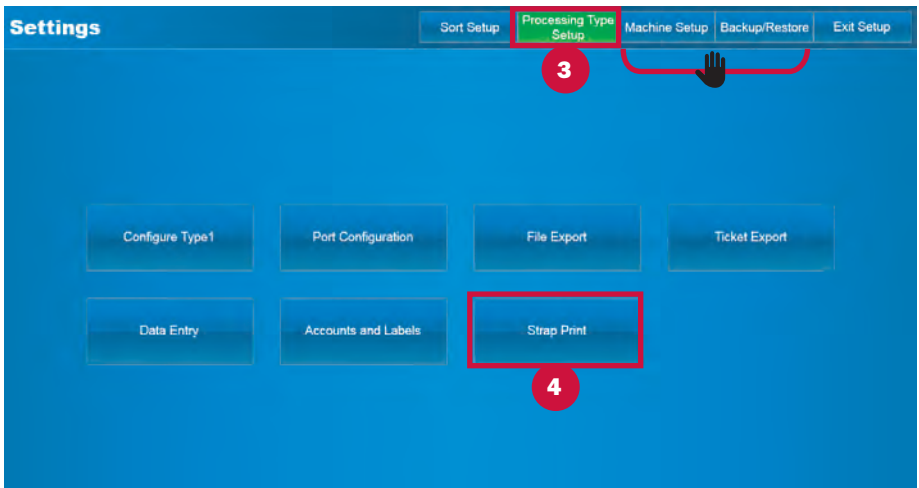 Settings
Sort Setup
Processing Type
Setup
Machine Setup
Backup/Restore
Exit Setup
3
Configure Type1
Port Configuration
File Export
Ticket Export
Data Entry
Accounts and Labels
Strap Print
4